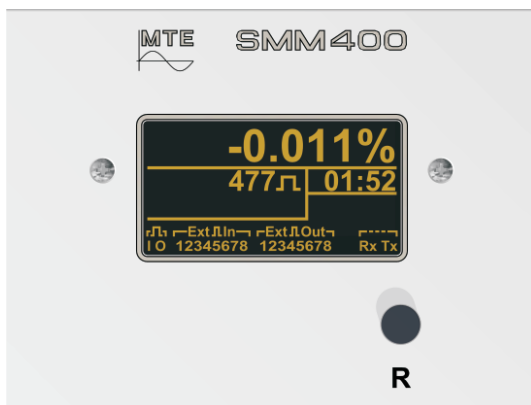 MTE SMM400
-0.011%
477 01:52
Ext In Ext Out
I O 12345678 12345678 Rx Tx
R